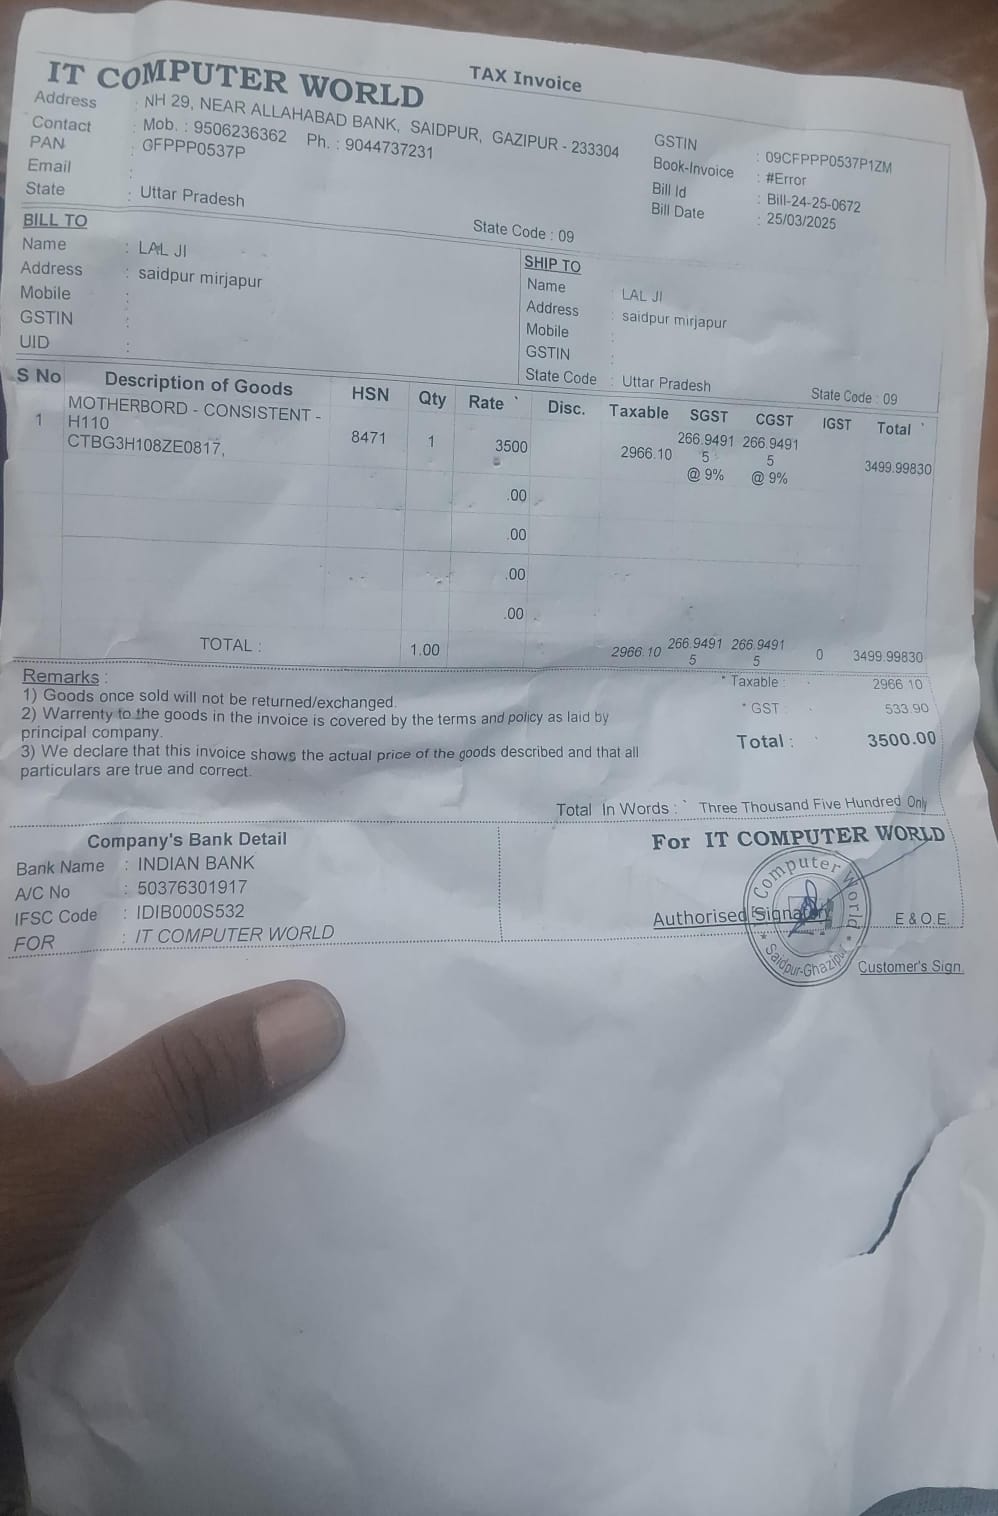 TAX Invoice
IT COMPUTER WORLD
Address : NH 29, NEAR ALLAHABAD BANK, SAIDPUR, GAZIPUR - 233304
Contact : Mob. : 9506236362 Ph. : 9044737231
PAN : GFPPP0537P
Email :
State : Uttar Pradesh
State Code : 09
GSTIN : 09CFPPP0537P1ZM
Book-Invoice : #Error
Bill Id : Bill-24-25-0672
Bill Date : 25/03/2025
BILL TO
Name : LAL JI
Address : saidpur mirjapur
Mobile :
GSTIN :
UID :
SHIP TO
Name : LAL JI
Address : saidpur mirjapur
Mobile :
GSTIN :
State Code : Uttar Pradesh State Code : 09
S No Description of Goods HSN Qty Rate ` Disc. Taxable SGST CGST IGST Total `
1 MOTHERBORD - CONSISTENT - H110 CTBG3H108ZE0817, 8471 1 3500 2966.10 266.94915 @ 9% 266.94915 @ 9% 3499.99830
.00
.00
.00
.00
TOTAL : 1.00 2966.10 266.94915 266.94915 0 3499.99830
Remarks :
1) Goods once sold will not be returned/exchanged.
2) Warrenty to the goods in the invoice is covered by the terms and policy as laid by
principal company.
3) We declare that this invoice shows the actual price of the goods described and that all
particulars are true and correct.
` Taxable : 2966.10
` GST : 533.90
Total : ` 3500.00
Total In Words : ` Three Thousand Five Hundred Only
Company's Bank Detail
Bank Name : INDIAN BANK
A/C No : 50376301917
IFSC Code : IDIB000S532
FOR : IT COMPUTER WORLD
For IT COMPUTER WORLD
Computer World
Saidpur-Ghazipur
Authorised Signatory
E & O.E.
Customer's Sign.